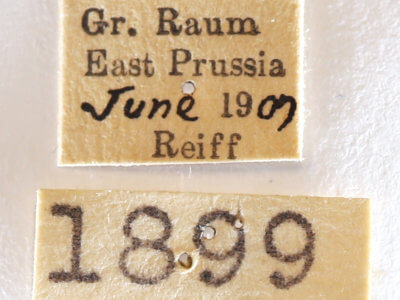 Gr. Raum
East Prussia
June 1907
Reiff
1899